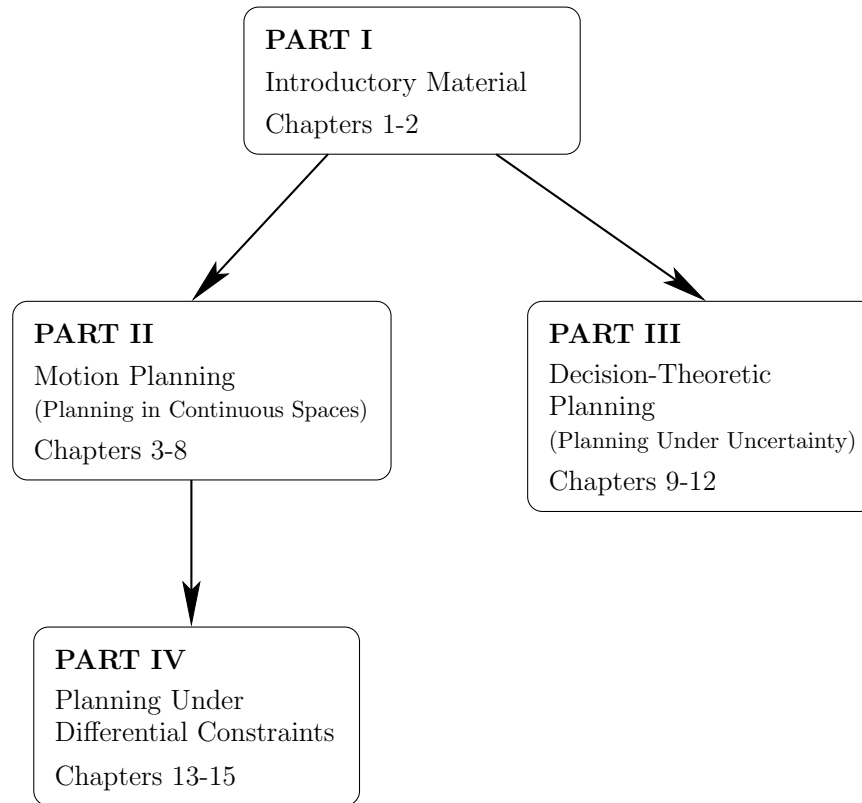 PART I
Introductory Material
Chapters 1-2
PART II
Motion Planning
(Planning in Continuous Spaces)
Chapters 3-8
PART III
Decision-Theoretic
Planning
(Planning Under Uncertainty)
Chapters 9-12
PART IV
Planning Under
Differential Constraints
Chapters 13-15